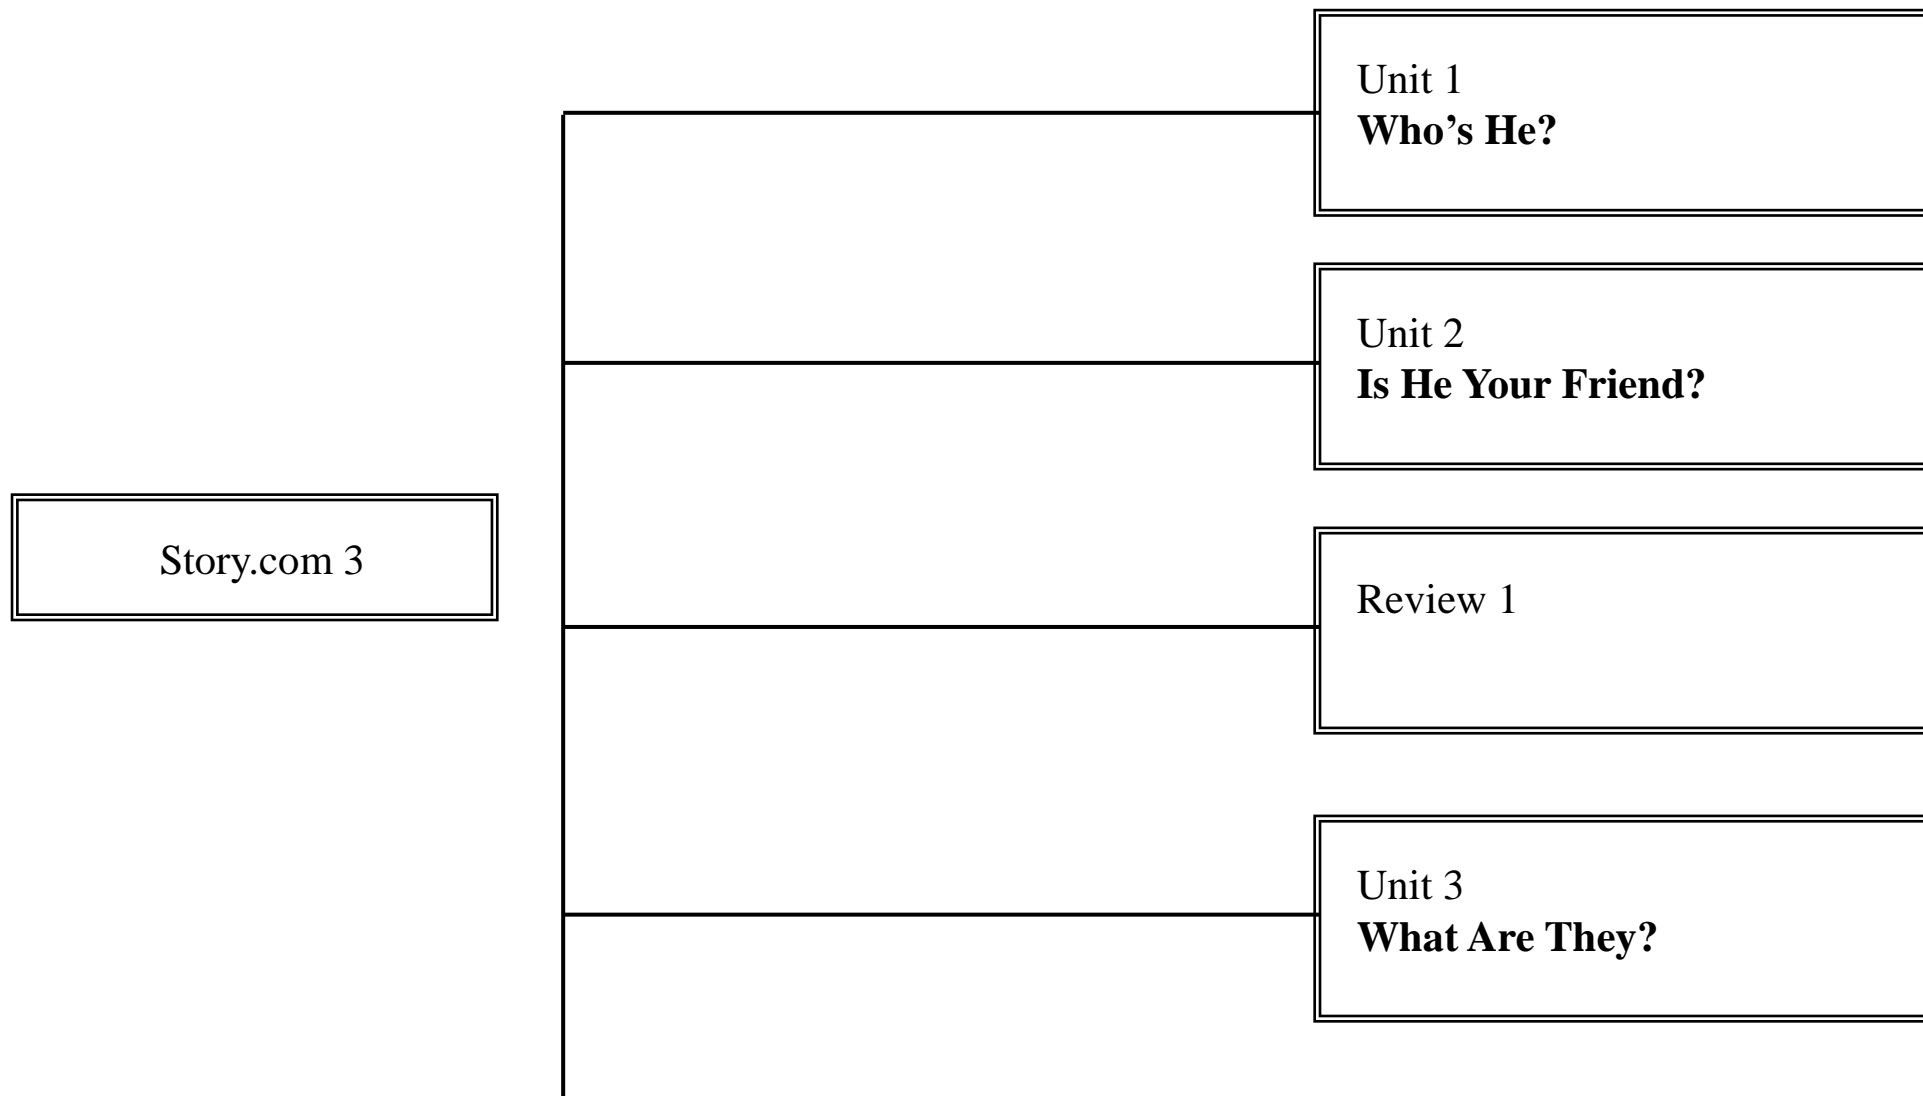 Unit 1
Who’s He?
Unit 2
Is He Your Friend?
Story.com 3
Review 1
Unit 3
What Are They?